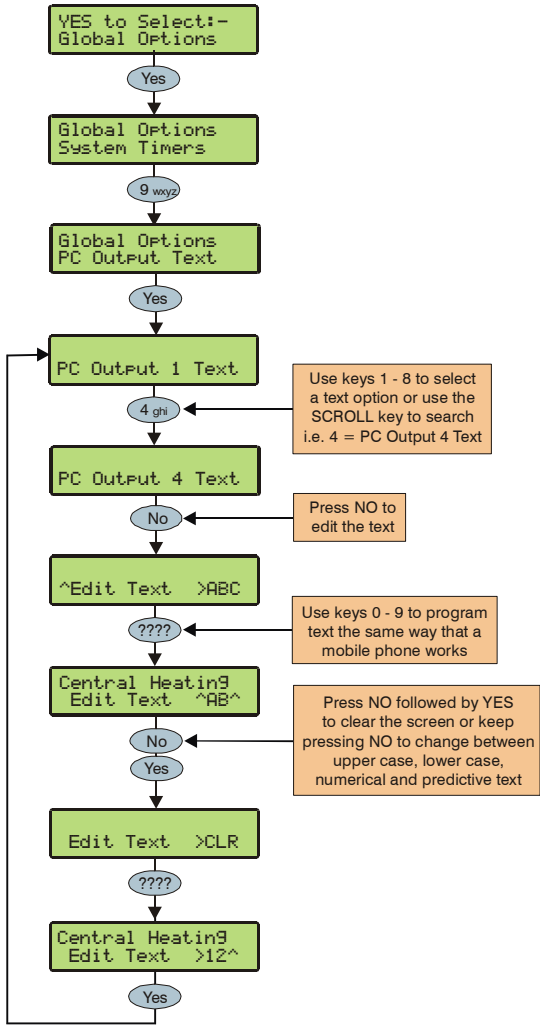 YES to Select:-
Global Options
Yes
Global Options
System Timers
9 wxyz
Global Options
PC Output Text
Yes
PC Output 1 Text
Use keys 1 - 8 to select
a text option or use the
SCROLL key to search
i.e. 4 = PC Output 4 Text
4 ghi
PC Output 4 Text
Press NO to
edit the text
No
^Edit Text >ABC
Use keys 0 - 9 to program
text the same way that a
mobile phone works
????
Central Heating
Edit Text ^AB^
Press NO followed by YES
to clear the screen or keep
pressing NO to change between
upper case, lower case,
numerical and predictive text
No
Yes
Edit Text >CLR
????
Central Heating
Edit Text >12^
Yes